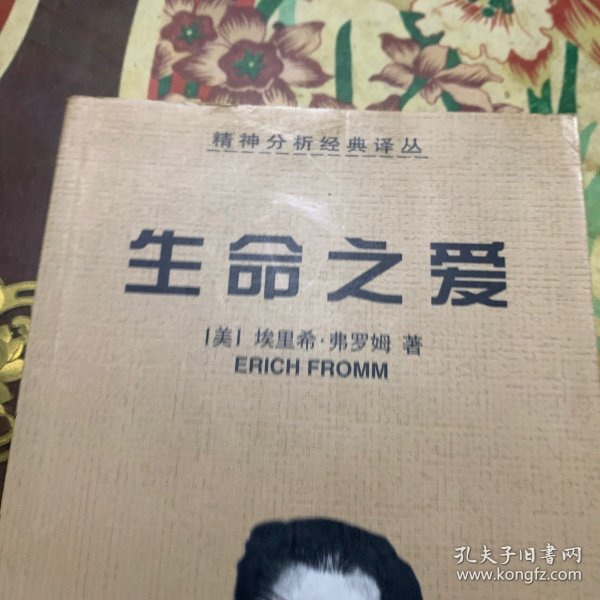 精神分析经典译丛
生命之爱
[美] 埃里希·弗罗姆 著
ERICH FROMM
孔夫子旧书网
www.kongfz.com